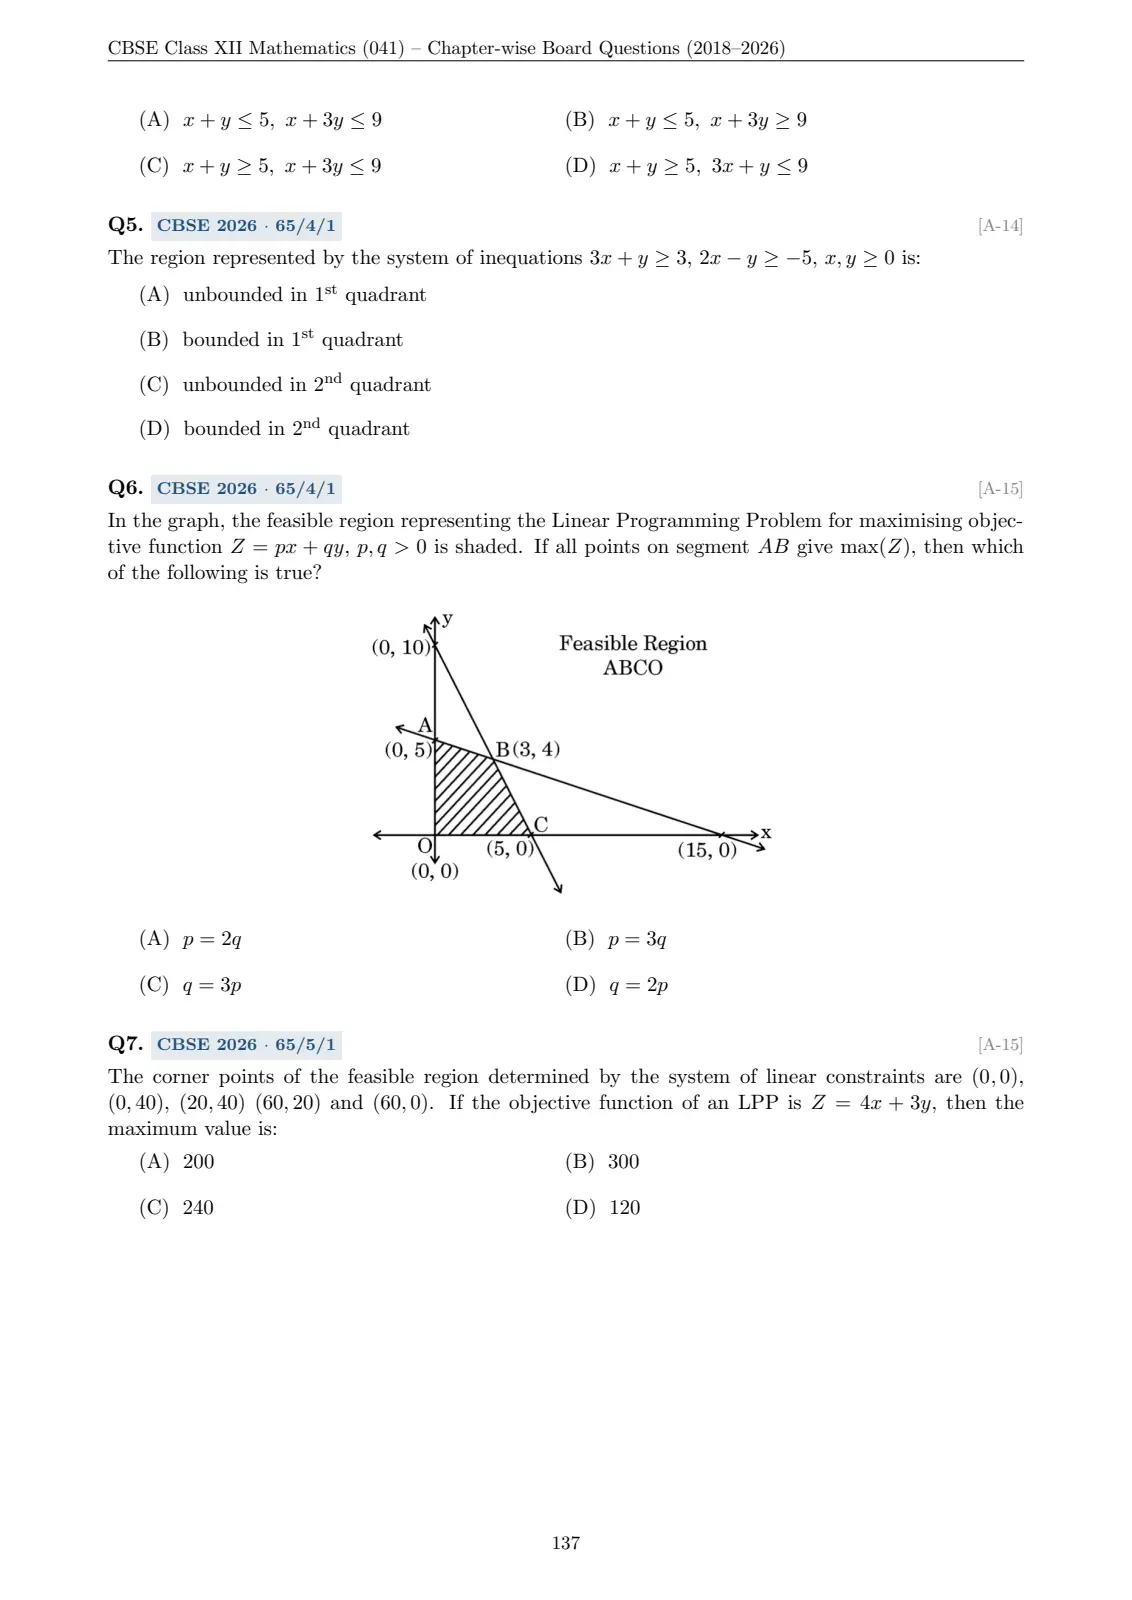 CBSE Class XII Mathematics (041) – Chapter-wise Board Questions (2018–2026)
(A) x + y ≤ 5, x + 3y ≤ 9
(B) x + y ≤ 5, x + 3y ≥ 9
(C) x + y ≥ 5, x + 3y ≤ 9
(D) x + y ≥ 5, 3x + y ≤ 9
Q5. CBSE 2026 · 65/4/1 [A-14]
The region represented by the system of inequations 3x + y ≥ 3, 2x − y ≥ −5, x, y ≥ 0 is:
(A) unbounded in 1st quadrant
(B) bounded in 1st quadrant
(C) unbounded in 2nd quadrant
(D) bounded in 2nd quadrant
Q6. CBSE 2026 · 65/4/1 [A-15]
In the graph, the feasible region representing the Linear Programming Problem for maximising objec-
tive function Z = px + qy, p, q > 0 is shaded. If all points on segment AB give max(Z), then which
of the following is true?
y
(0, 10)
Feasible Region
ABCO
A
(0, 5)
B(3, 4)
C
x
O
(5, 0)
(15, 0)
(0, 0)
(A) p = 2q
(B) p = 3q
(C) q = 3p
(D) q = 2p
Q7. CBSE 2026 · 65/5/1 [A-15]
The corner points of the feasible region determined by the system of linear constraints are (0, 0),
(0, 40), (20, 40) (60, 20) and (60, 0). If the objective function of an LPP is Z = 4x + 3y, then the
maximum value is:
(A) 200
(B) 300
(C) 240
(D) 120
137